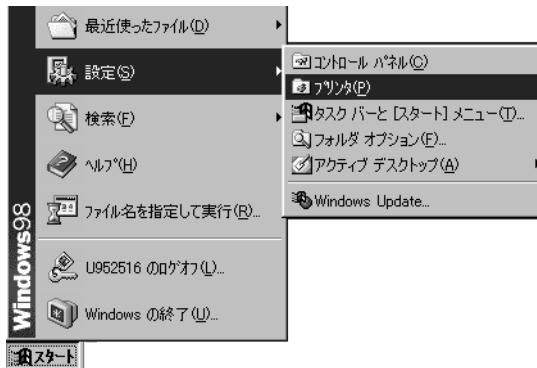 最近使ったファイル(D)
設定(S)
検索(F)
ヘルプ(H)
ファイル名を指定して実行(R)...
U952516 のログオフ(L)...
Windows の終了(U)...
Windows98
スタート
コントロール パネル(C)
プリンタ(P)
タスク バーと [スタート] メニュー(T)...
フォルダ オプション(F)...
アクティブ デスクトップ(A)
Windows Update...